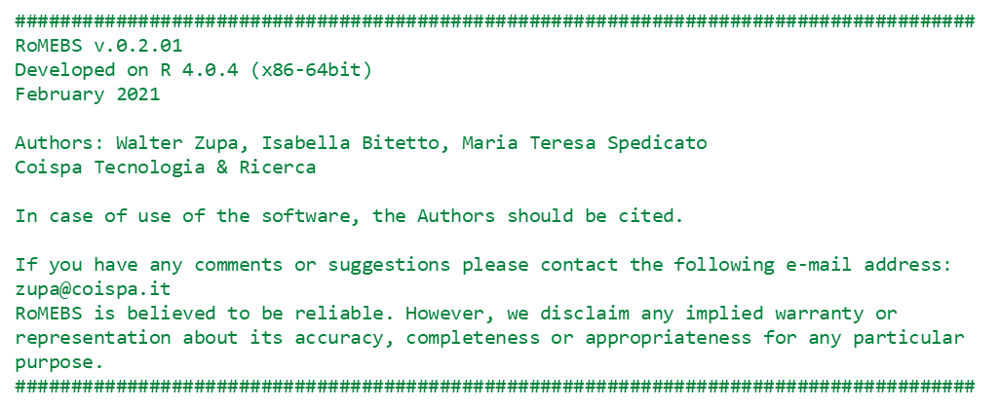 ######################################################################################
RoMEBS v.0.2.01
Developed on R 4.0.4 (x86-64bit)
February 2021
Authors: Walter Zupa, Isabella Bitetto, Maria Teresa Spedicato
Coispa Tecnologia & Ricerca
In case of use of the software, the Authors should be cited.
If you have any comments or suggestions please contact the following e-mail address:
zupa@coispa.it
RoMEBS is believed to be reliable. However, we disclaim any implied warranty or
representation about its accuracy, completeness or appropriateness for any particular
purpose.
######################################################################################